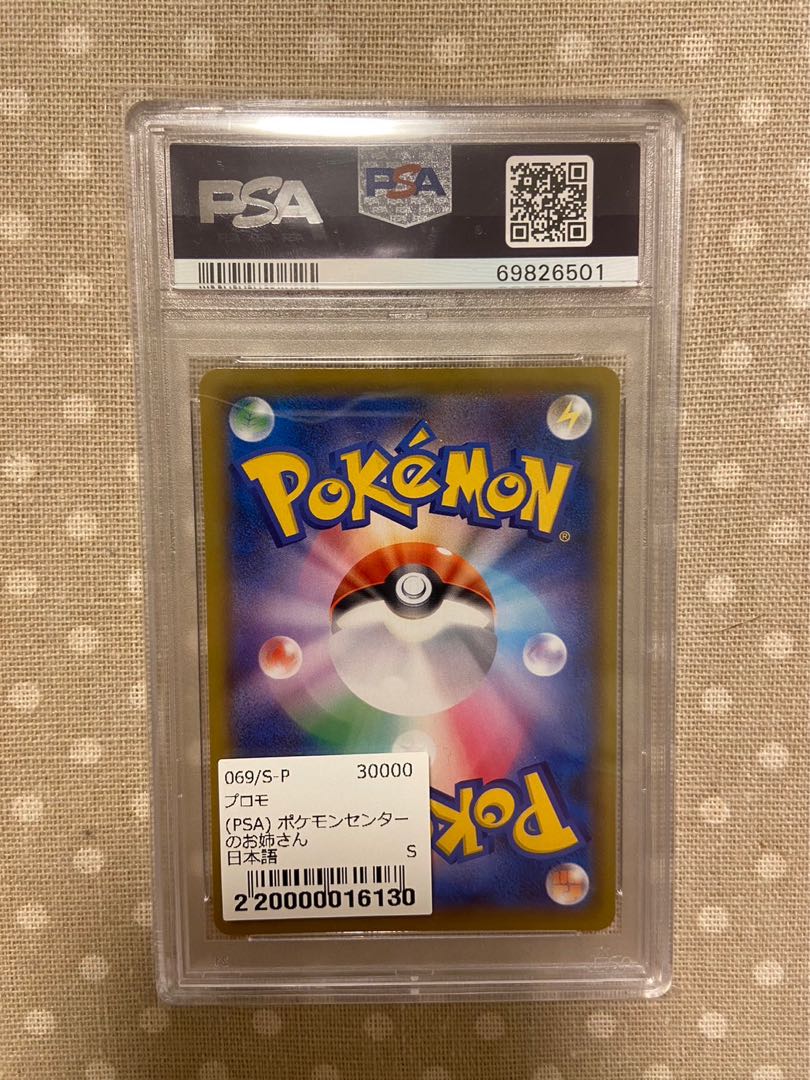 PSA
PSA
69826501
POKéMON
®
069/S-P 30000
プロモ
(PSA) ポケモンセンター
のお姉さん
日本語 S
2 20000016130
POK